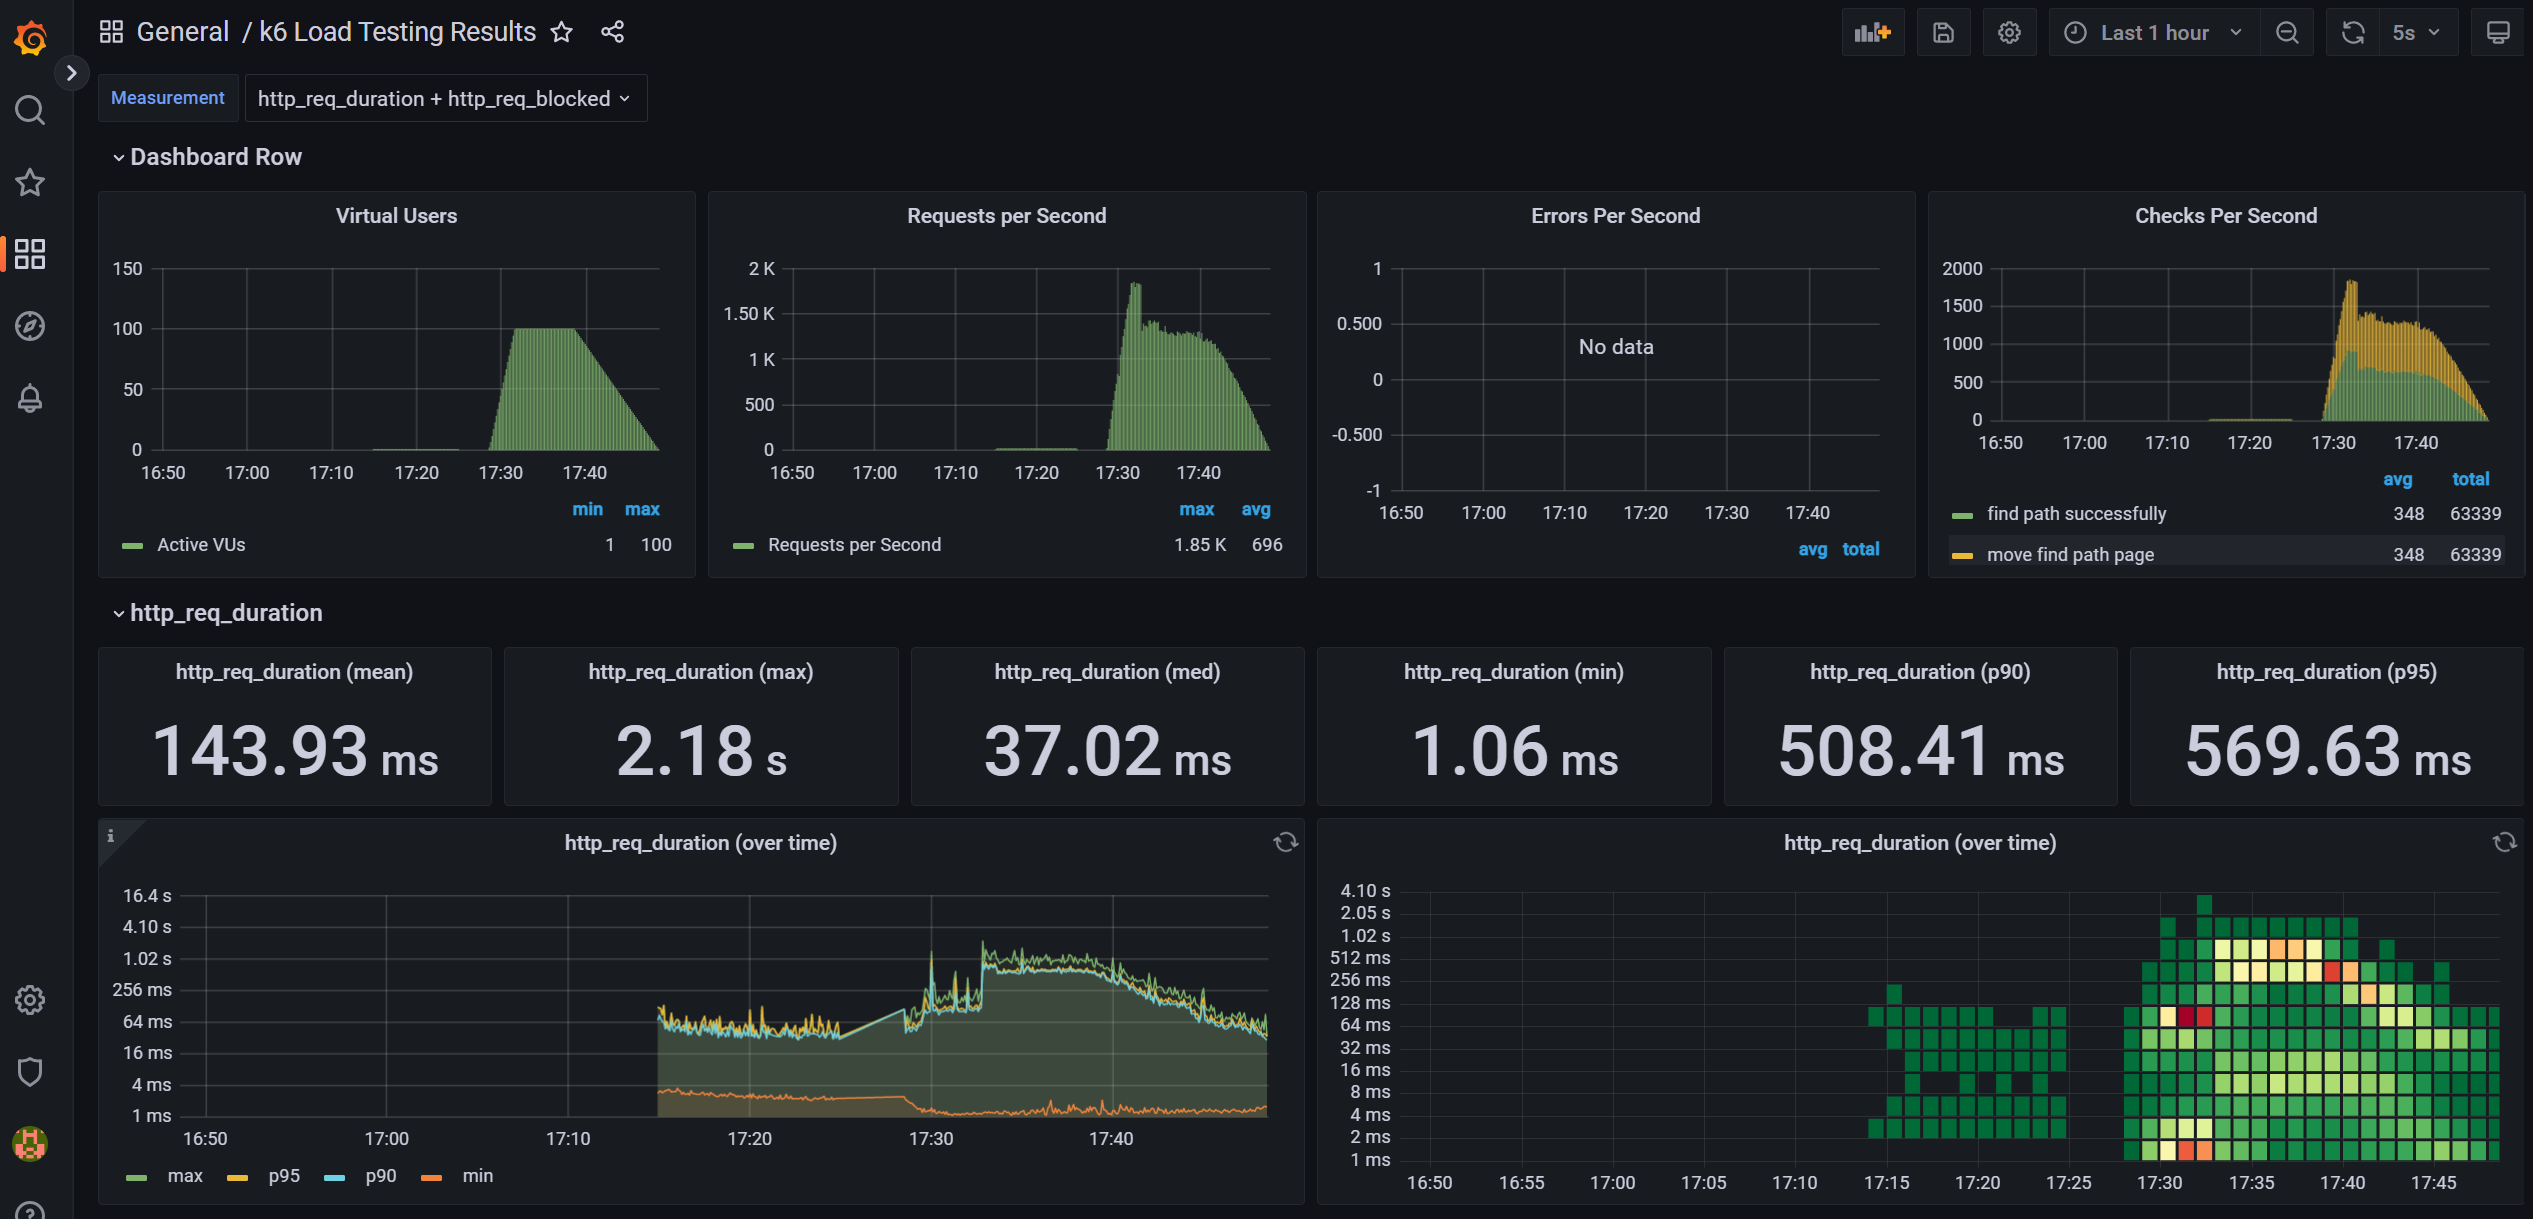 General / k6 Load Testing Results
Last 1 hour
5s
Measurement
http_req_duration + http_req_blocked
Dashboard Row
Virtual Users
150
100
50
0
16:50 17:00 17:10 17:20 17:30 17:40
min max
Active VUs 1 100
Requests per Second
2 K
1.50 K
1 K
500
0
16:50 17:00 17:10 17:20 17:30 17:40
max avg
Requests per Second 1.85 K 696
Errors Per Second
1
0.500
0
-0.500
-1
No data
16:50 17:00 17:10 17:20 17:30 17:40
avg total
Checks Per Second
2000
1500
1000
500
0
16:50 17:00 17:10 17:20 17:30 17:40
avg total
find path successfully 348 63339
move find path page 348 63339
http_req_duration
http_req_duration (mean)
143.93 ms
http_req_duration (max)
2.18 s
http_req_duration (med)
37.02 ms
http_req_duration (min)
1.06 ms
http_req_duration (p90)
508.41 ms
http_req_duration (p95)
569.63 ms
i
http_req_duration (over time)
16.4 s
4.10 s
1.02 s
256 ms
64 ms
16 ms
4 ms
1 ms
16:50 17:00 17:10 17:20 17:30 17:40
max p95 p90 min
http_req_duration (over time)
4.10 s
2.05 s
1.02 s
512 ms
256 ms
128 ms
64 ms
32 ms
16 ms
8 ms
4 ms
2 ms
1 ms
16:50 16:55 17:00 17:05 17:10 17:15 17:20 17:25 17:30 17:35 17:40 17:45